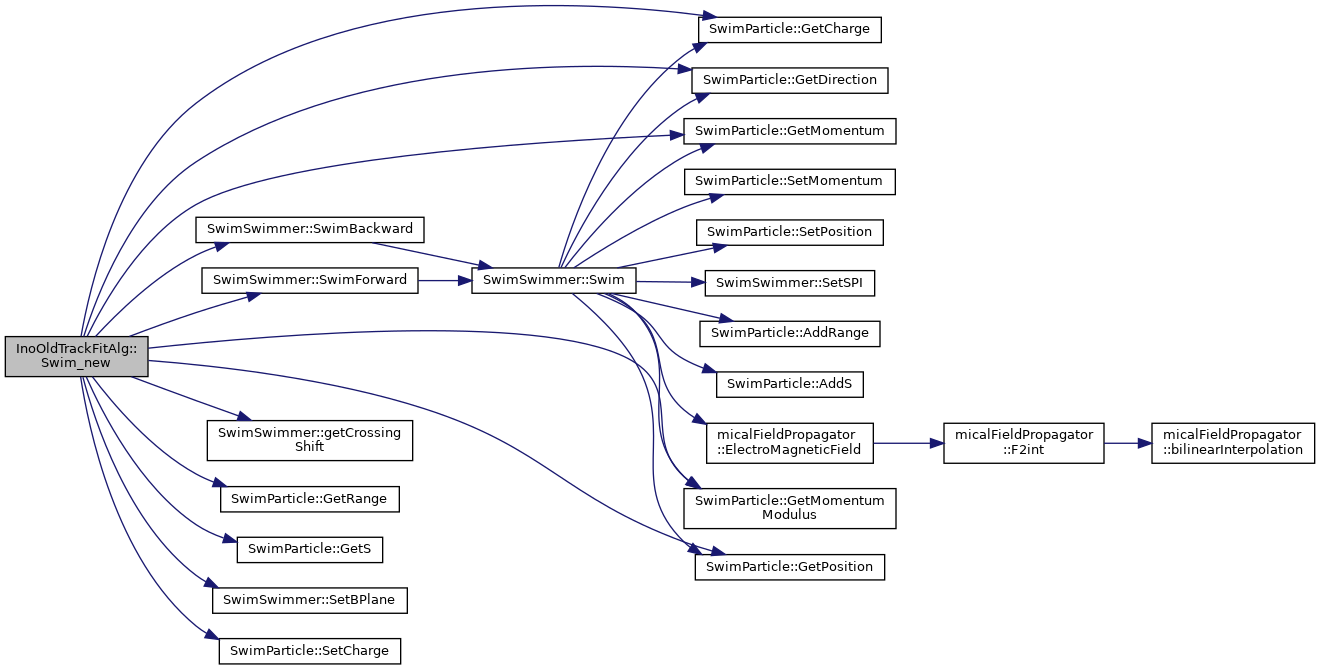 SwimParticle::GetCharge
SwimParticle::GetDirection
SwimParticle::GetMomentum
SwimParticle::SetMomentum
SwimSwimmer::SwimBackward
SwimParticle::SetPosition
SwimSwimmer::SwimForward
SwimSwimmer::Swim
SwimSwimmer::SetSPI
SwimParticle::AddRange
InoOldTrackFitAlg::
Swim_new
SwimParticle::AddS
SwimSwimmer::getCrossing
Shift
micalFieldPropagator
::ElectroMagneticField
micalFieldPropagator
::F2int
micalFieldPropagator
::bilinearInterpolation
SwimParticle::GetRange
SwimParticle::GetMomentum
Modulus
SwimParticle::GetS
SwimParticle::GetPosition
SwimSwimmer::SetBPlane
SwimParticle::SetCharge